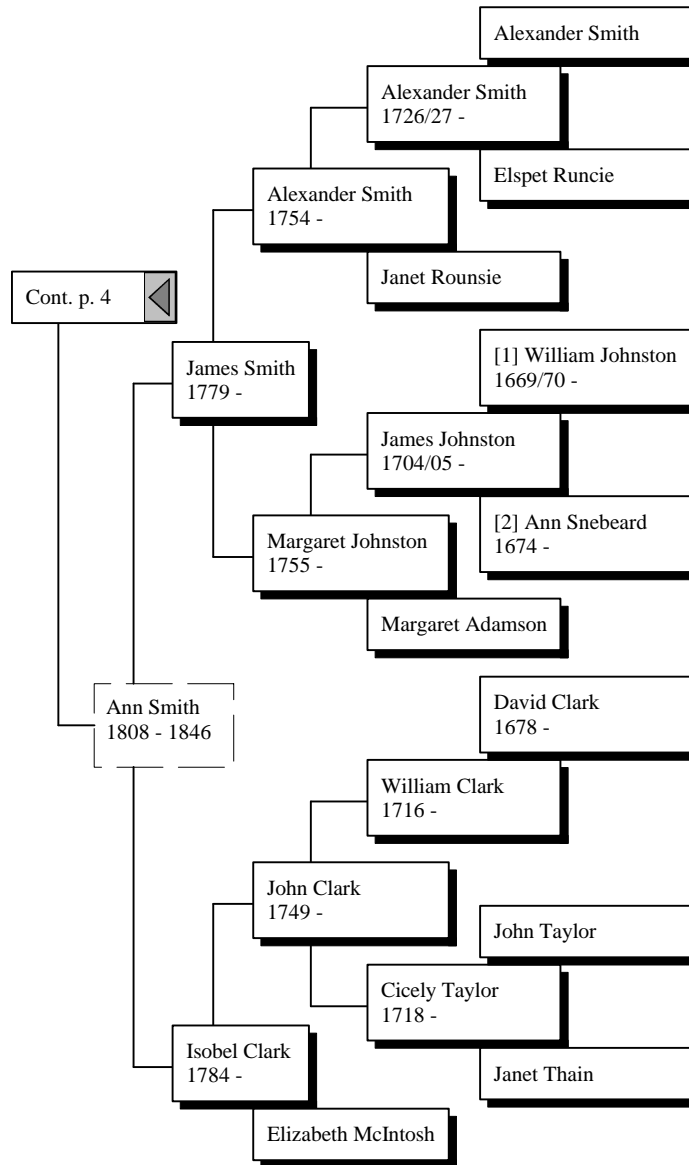 Alexander Smith
Alexander Smith
1726/27 -
Elspet Runcie
Alexander Smith
1754 -
Janet Rounsie
Cont. p. 4
[1] William Johnston
1669/70 -
James Smith
1779 -
James Johnston
1704/05 -
[2] Ann Snebeard
1674 -
Margaret Johnston
1755 -
Margaret Adamson
Ann Smith
1808 - 1846
David Clark
1678 -
William Clark
1716 -
John Clark
1749 -
John Taylor
Cicely Taylor
1718 -
Isobel Clark
1784 -
Janet Thain
Elizabeth McIntosh